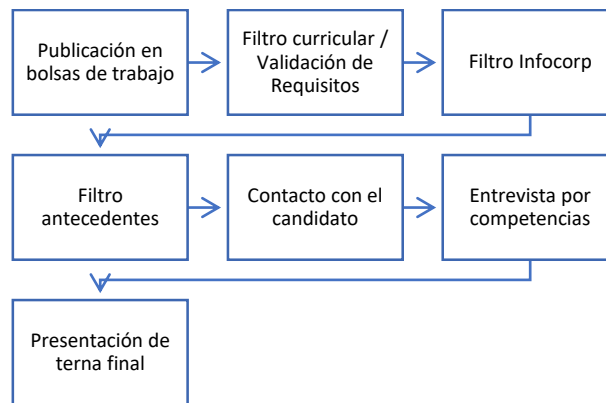 Publicación en
bolsas de trabajo
Filtro curricular /
Validación de
Requisitos
Filtro Infocorp
Filtro
antecedentes
Contacto con el
candidato
Entrevista por
competencias
Presentación de
terna final